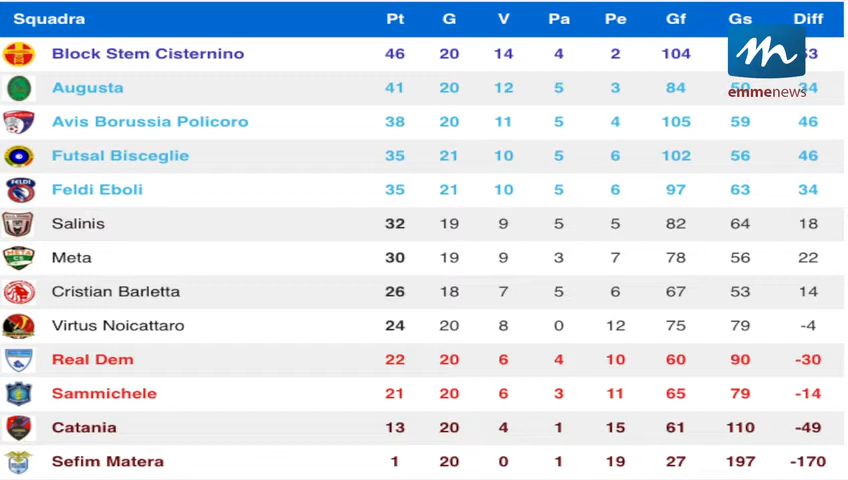 Squadra Pt G V Pa Pe Gf Gs Diff
Block Stem Cisternino 46 20 14 4 2 104
Augusta 41 20 12 5 3 84 50 34
Avis Borussia Policoro 38 20 11 5 4 105 59 46
Futsal Bisceglie 35 21 10 5 6 102 56 46
Feldi Eboli 35 21 10 5 6 97 63 34
Salinis 32 19 9 5 5 82 64 18
Meta 30 19 9 3 7 78 56 22
Cristian Barletta 26 18 7 5 6 67 53 14
Virtus Noicattaro 24 20 8 0 12 75 79 -4
Real Dem 22 20 6 4 10 60 90 -30
Sammichele 21 20 6 3 11 65 79 -14
Catania 13 20 4 1 15 61 110 -49
Sefim Matera 1 20 0 1 19 27 197 -170
emmenews
FELDI
META